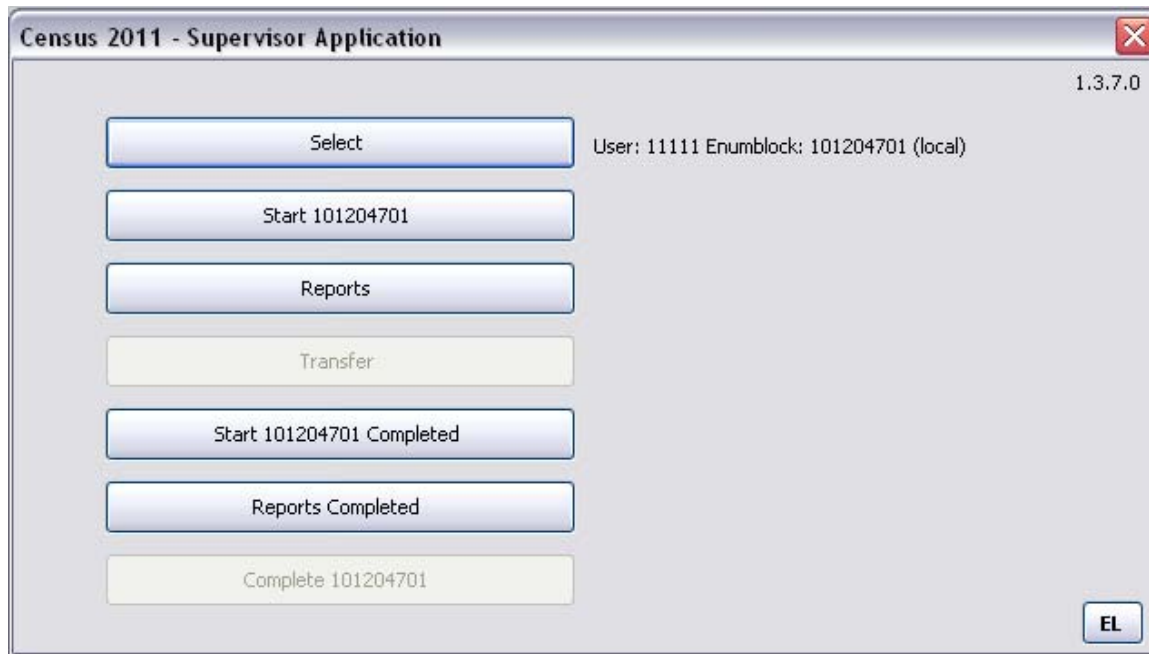 Census 2011 - Supervisor Application
1.3.7.0
Select
User: 11111 Enumblock: 101204701 (local)
Start 101204701
Reports
Transfer
Start 101204701 Completed
Reports Completed
Complete 101204701
EL